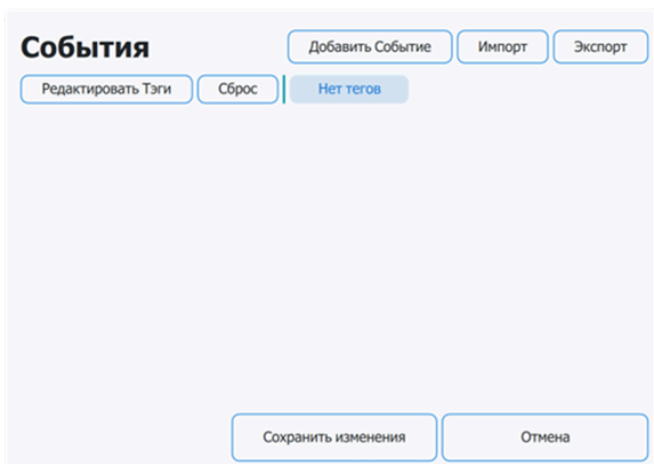 События
Добавить Событие
Импорт
Экспорт
Редактировать Тэги
Сброс
Нет тегов
Сохранить изменения
Отмена